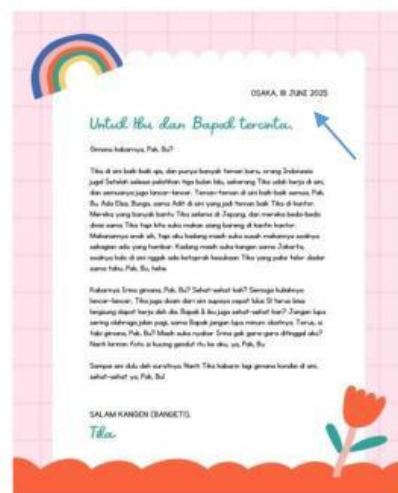 OSAKA, 18 JUNI 2025
Untuk Ibu dan Bapak tercinta,
Gimana kabarnya, Pak, Bu?
Tika di sini baik-baik aja, dan punya banyak teman baru, orang Indonesia
juga! Setelah selesai pelatihan tiga bulan lalu, sekarang Tika udah kerja di sini,
dan semuanya juga lancar-lancar. Teman-teman di sini baik-baik semua, Pak,
Bu. Ada Elsa, Bunga, sama Adit di sini yang jadi teman baik Tika di kantor.
Mereka yang banyak bantu Tika selama di Jepang, dan mereka beda-beda
divisi sama Tika tapi kita suka makan siang bareng di kantin kantor.
Makanannya enak sih, tapi aku kadang masih suka susah makannya soalnya
sebagian ada yang hambar. Kadang masih suka kangen sama Jakarta,
soalnya kalo di sini nggak ada ketoprak kesukaan Tika yang pake telor dadar
sama tahu, Pak, Bu, hehe.
Kabarnya Irma gimana, Pak, Bu? Sehat-sehat kah? Semoga kuliahnya
lancar-lancar, Tika juga doain dari sini supaya cepat lulus S1 terus bisa
langsung dapat kerja deh dia. Bapak & Ibu juga sehat-sehat kan? Jangan lupa
sering olahraga jalan pagi, sama Bapak jangan lupa minum obatnya. Terus, si
tabi gimana, Pak, Bu? Masih suka nyakar Irma gak gara-gara ditinggal aku?
Nanti kirimin foto si kucing gendut itu ke aku, ya, Pak, Bu.
Sampai sini dulu deh suratnya. Nanti Tika kabarin lagi gimana kondisi di sini,
sehat-sehat ya, Pak, Bu!
SALAM KANGEN (BANGET!),
Tika